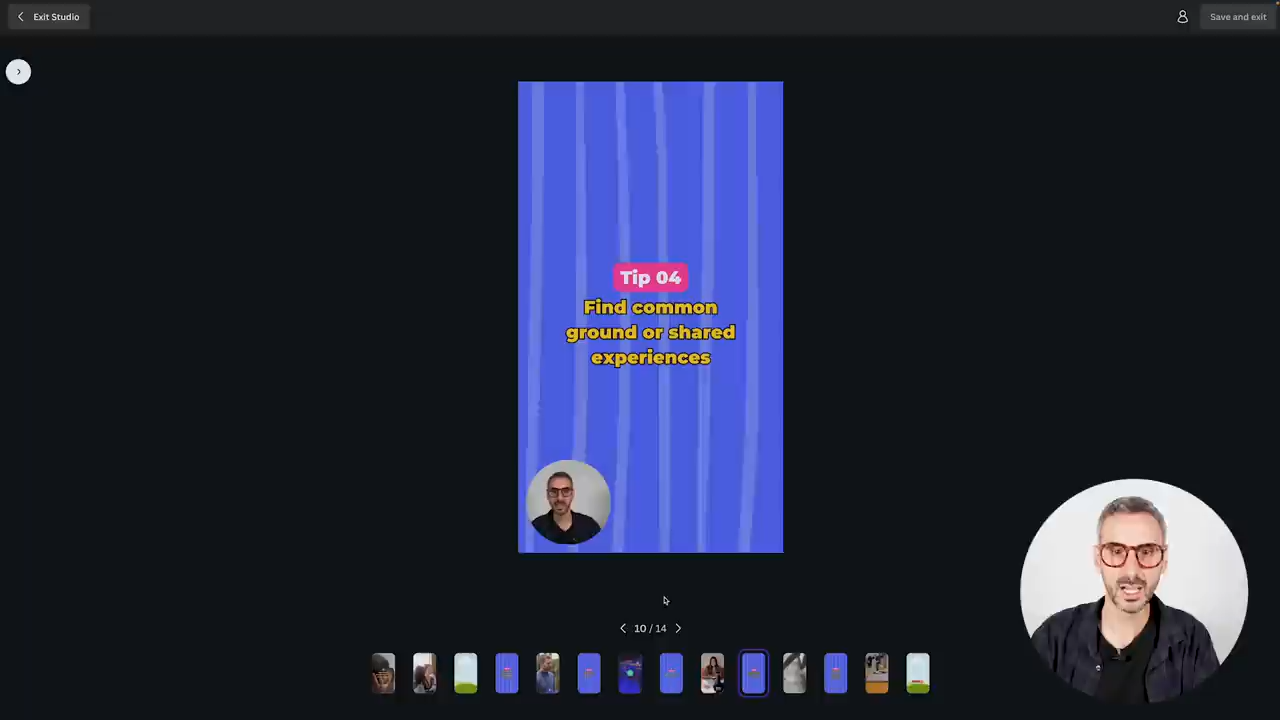 Exit Studio
Save and exit
Tip 04
Find common
ground or shared
experiences
10 / 14